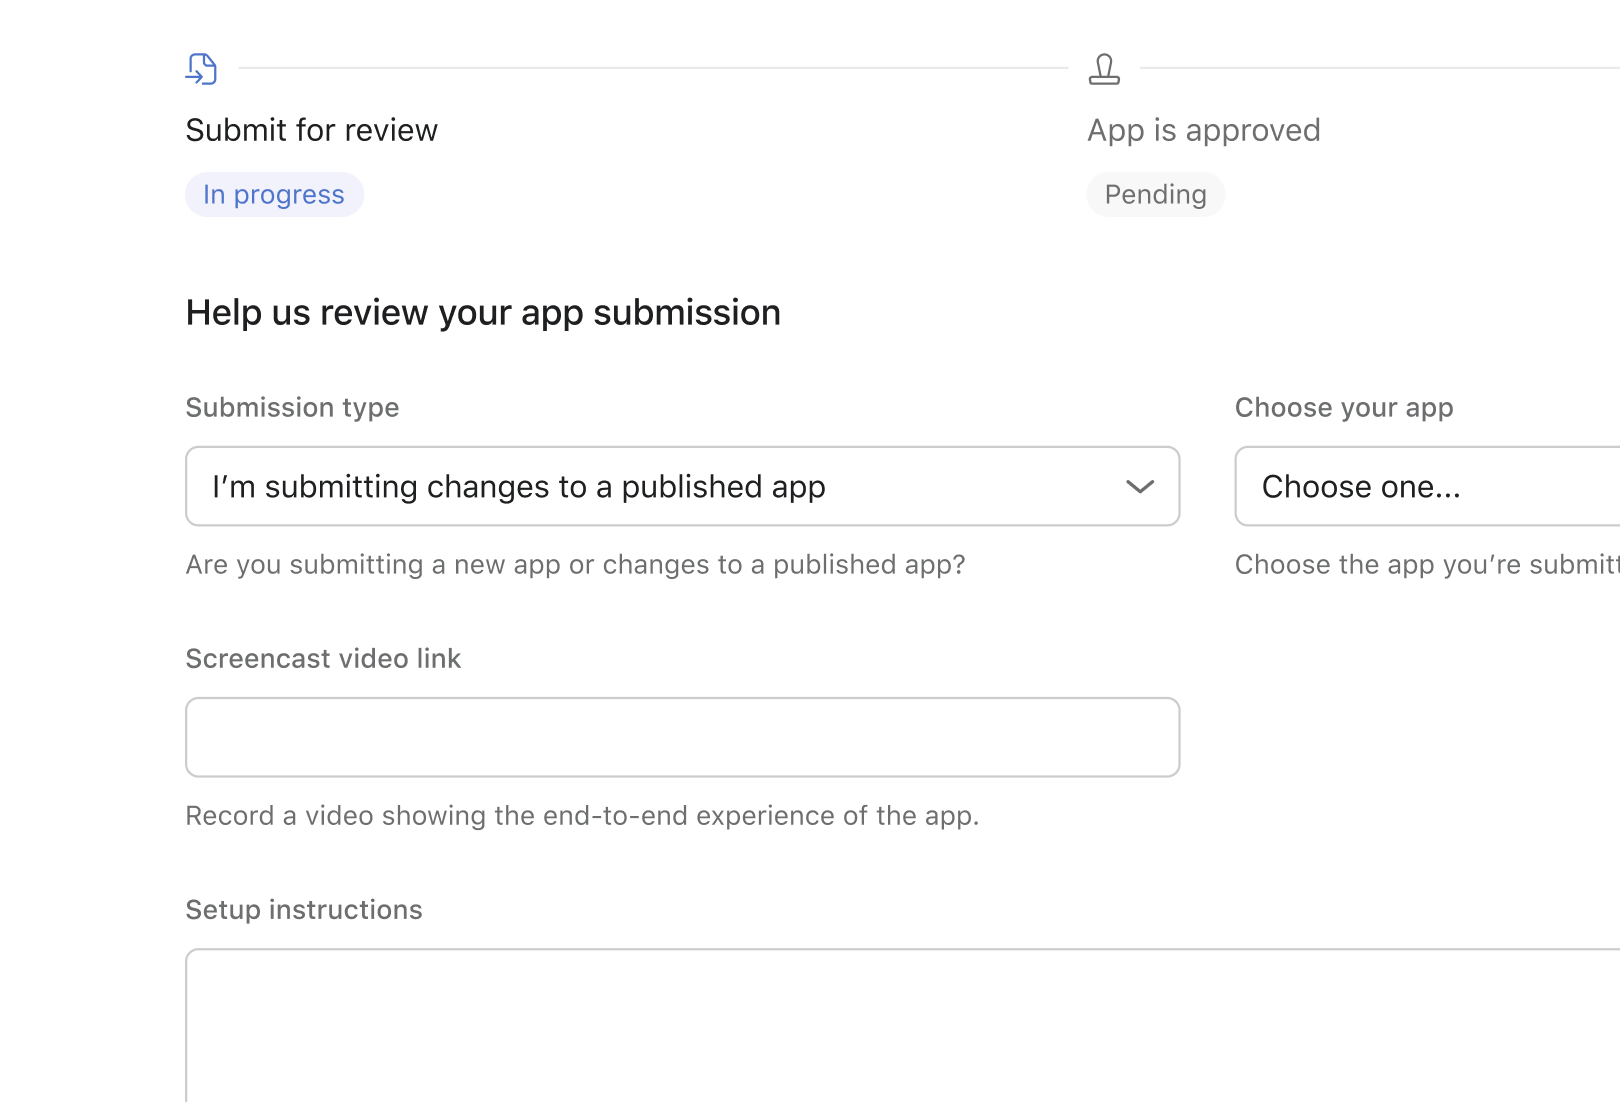 Submit for review
App is approved
In progress
Pending
Help us review your app submission
Submission type
Choose your app
I’m submitting changes to a published app
Choose one...
Are you submitting a new app or changes to a published app?
Choose the app you’re
Screencast video link
Record a video showing the end-to-end experience of the app.
Setup instructions